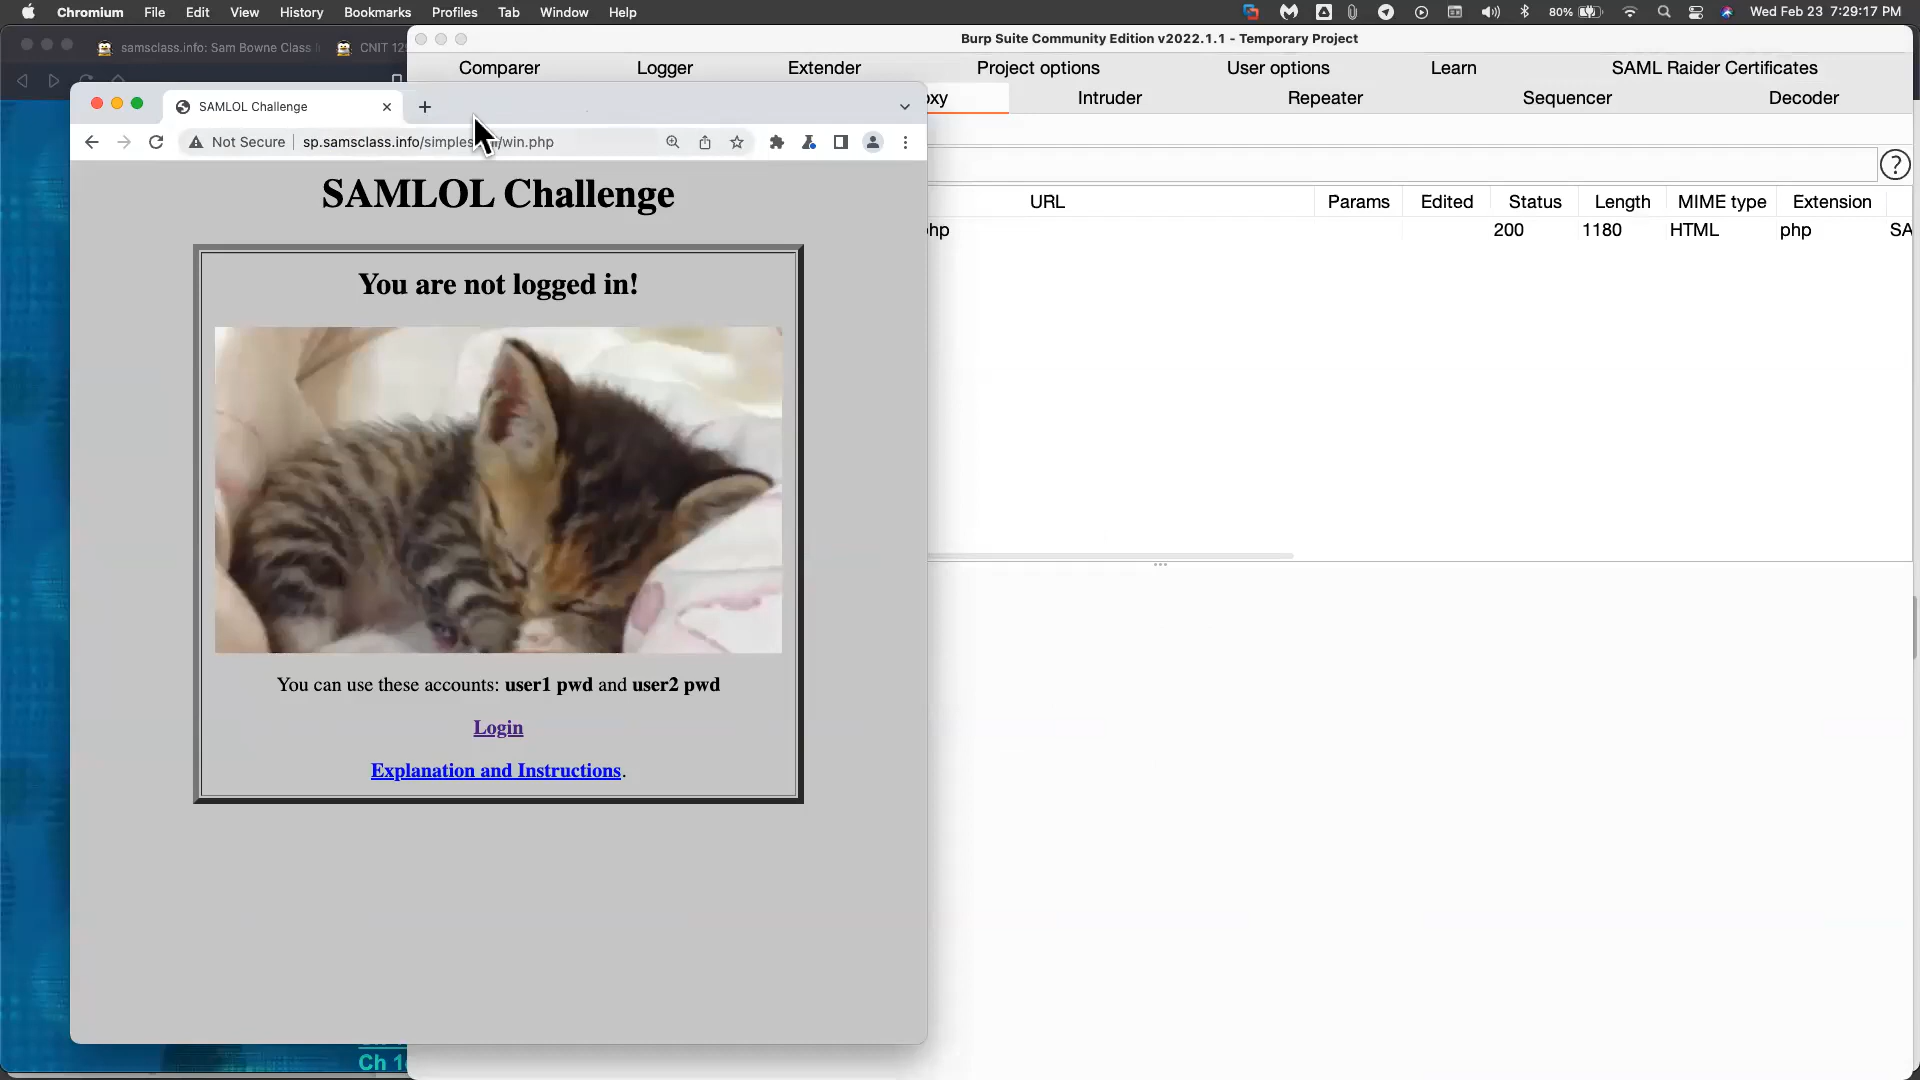 Chromium File Edit View History Bookmarks Profiles Tab Window Help 80% Wed Feb 23 7:29:17 PM
samsclass.info: Sam Bowne Class
CNIT 12
Burp Suite Community Edition v2022.1.1 - Temporary Project
Comparer Logger Extender Project options User options Learn SAML Raider Certificates
oxy Intruder Repeater Sequencer Decoder
SAMLOL Challenge
Not Secure sp.samsclass.info/simples /win.php
URL Params Edited Status Length MIME type Extension
hp 200 1180 HTML php SA
SAMLOL Challenge
You are not logged in!
You can use these accounts: user1 pwd and user2 pwd
Login
Explanation and Instructions.
Ch 1